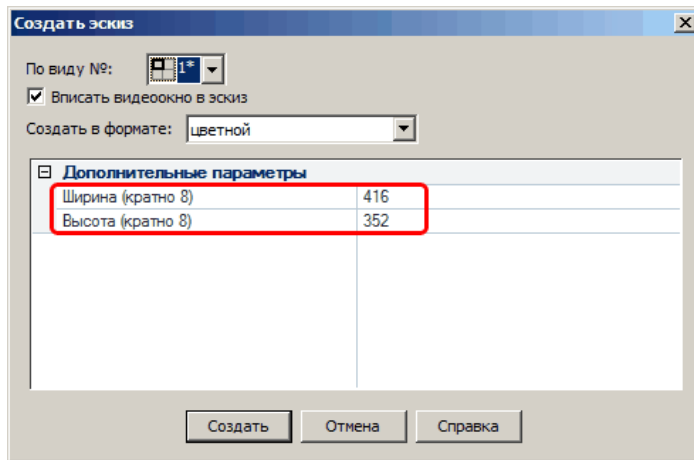 Создать эскиз
По виду №: 1*
Вписать видеоокно в эскиз
Создать в формате: цветной
Дополнительные параметры
Ширина (кратно 8) 416
Высота (кратно 8) 352
Создать Отмена Справка